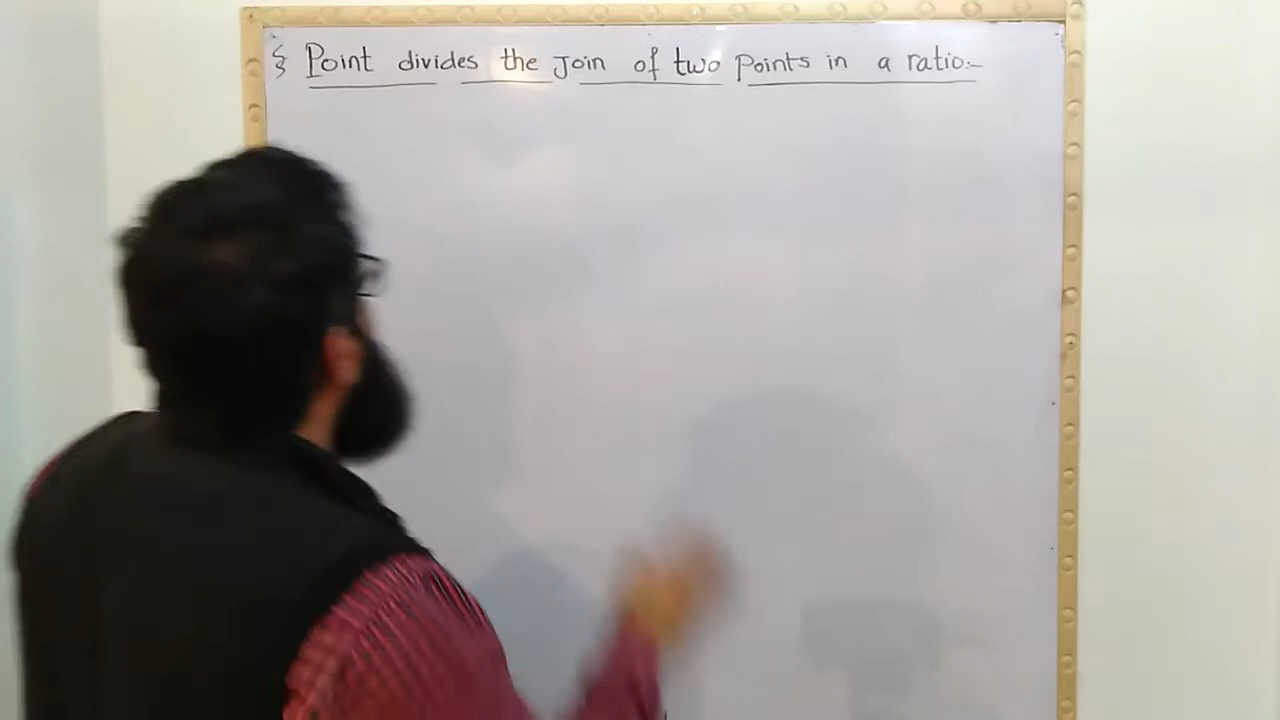 § Point divides the Join of two Points in a ratio:-